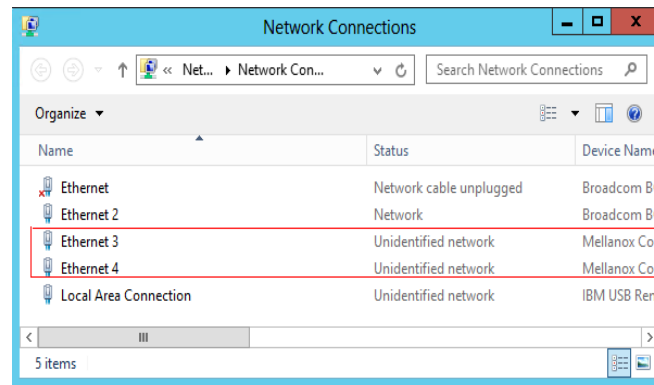 Network Connections
« Net... Network Con... Search Network Connections
Organize
Name Status Device Name
Ethernet Network cable unplugged Broadcom B
Ethernet 2 Network Broadcom B
Ethernet 3 Unidentified network Mellanox Co
Ethernet 4 Unidentified network Mellanox Co
Local Area Connection Unidentified network IBM USB Rem
5 items